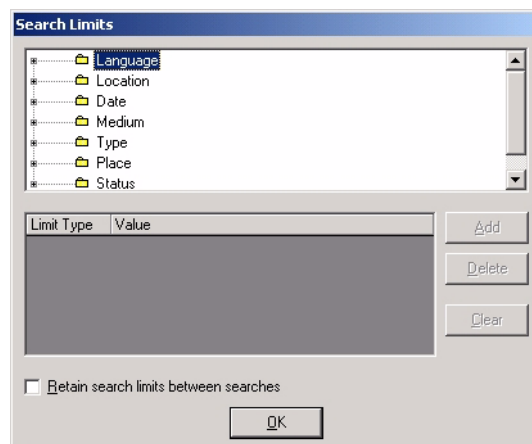 Search Limits
Language
Location
Date
Medium
Type
Place
Status
Limit Type Value
Add
Delete
Clear
Retain search limits between searches
OK